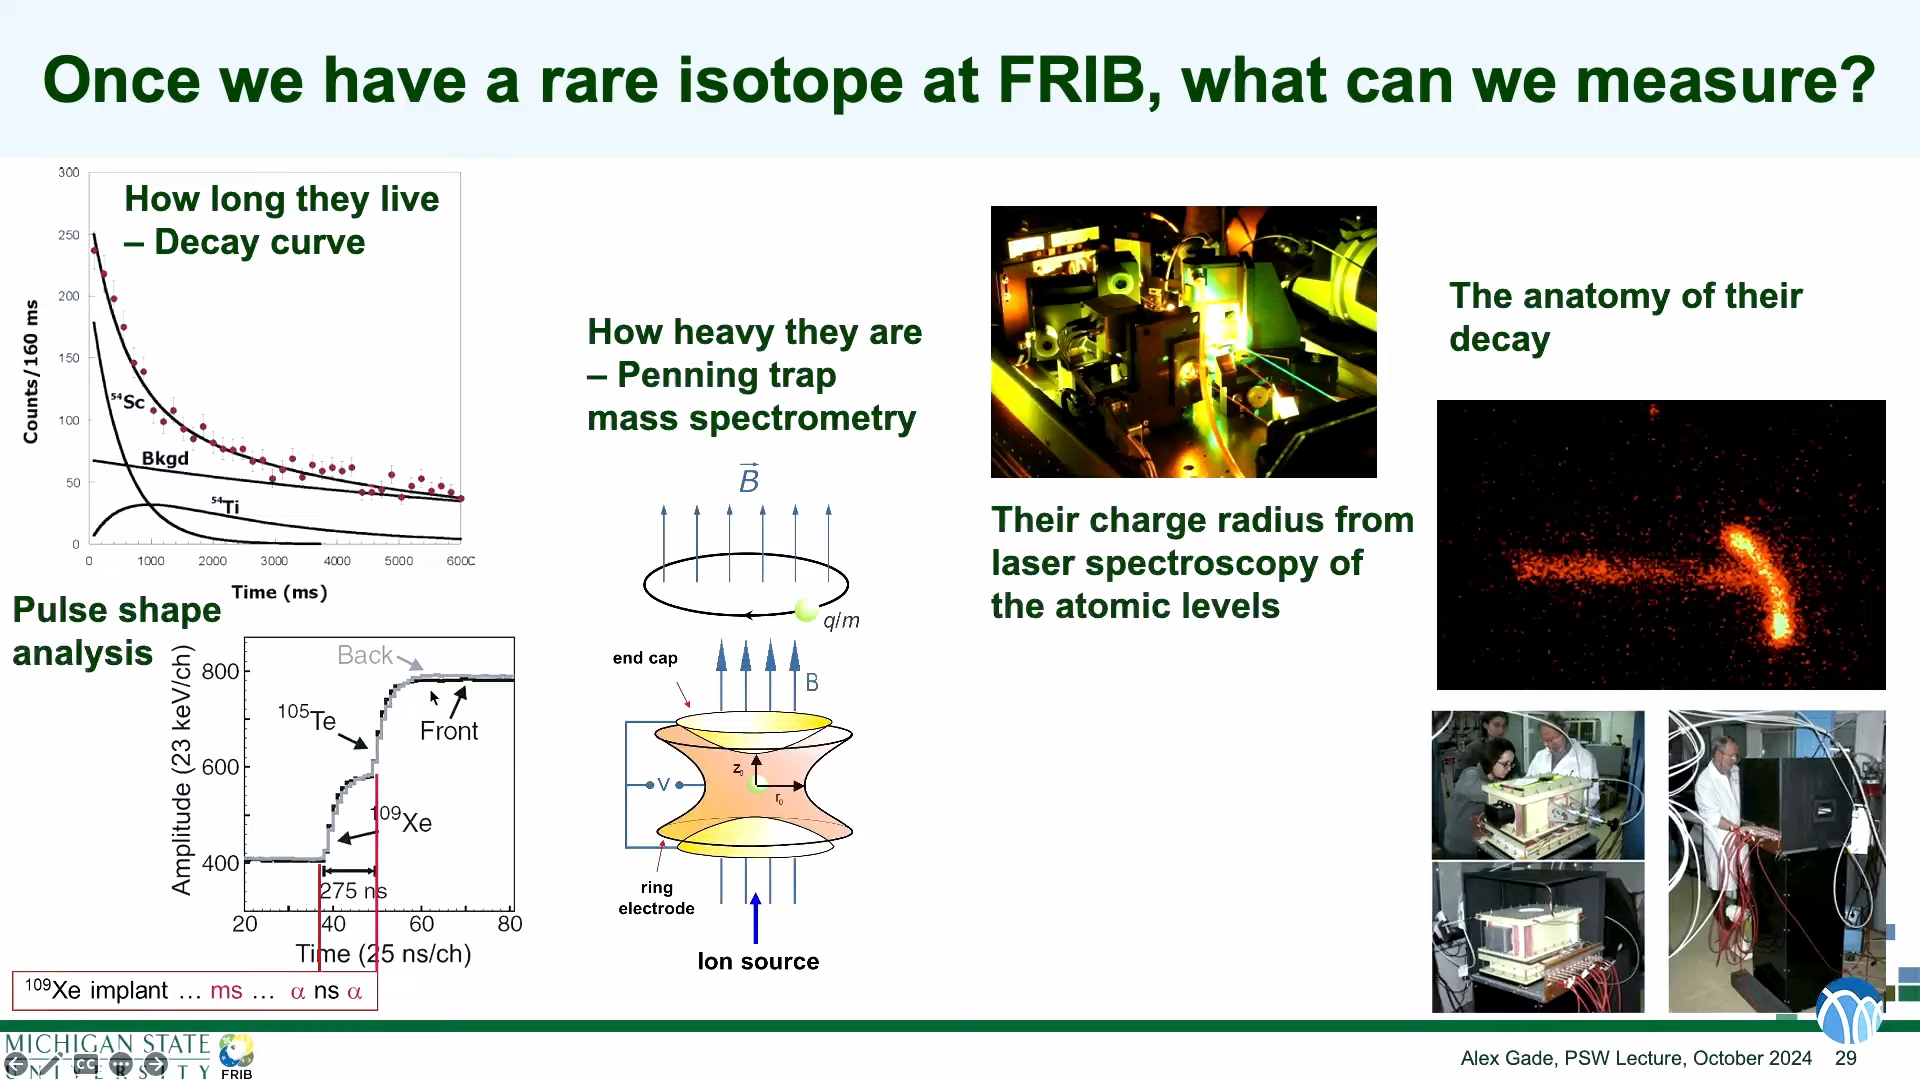 Once we have a rare isotope at FRIB, what can we measure?
How long they live
– Decay curve
300
250
200
150
100
50
0
Counts/160 ms
⁵⁴Sc
Bkgd
⁵⁴Ti
0 1000 2000 3000 4000 5000 600C
Time (ms)
Pulse shape
analysis
Amplitude (23 keV/ch)
800
600
400
Back
Front
¹⁰⁵Te
¹⁰⁹Xe
275 ns
20 40 60 80
Time (25 ns/ch)
¹⁰⁹Xe implant … ms … α ns α
How heavy they are
– Penning trap
mass spectrometry
B
q/m
end cap
B
z₀
r₀
V
ring
electrode
Ion source
Their charge radius from
laser spectroscopy of
the atomic levels
The anatomy of their
decay
MICHIGAN STATE
UNIVERSITY
FRIB
CC
Alex Gade, PSW Lecture, October 2024 29